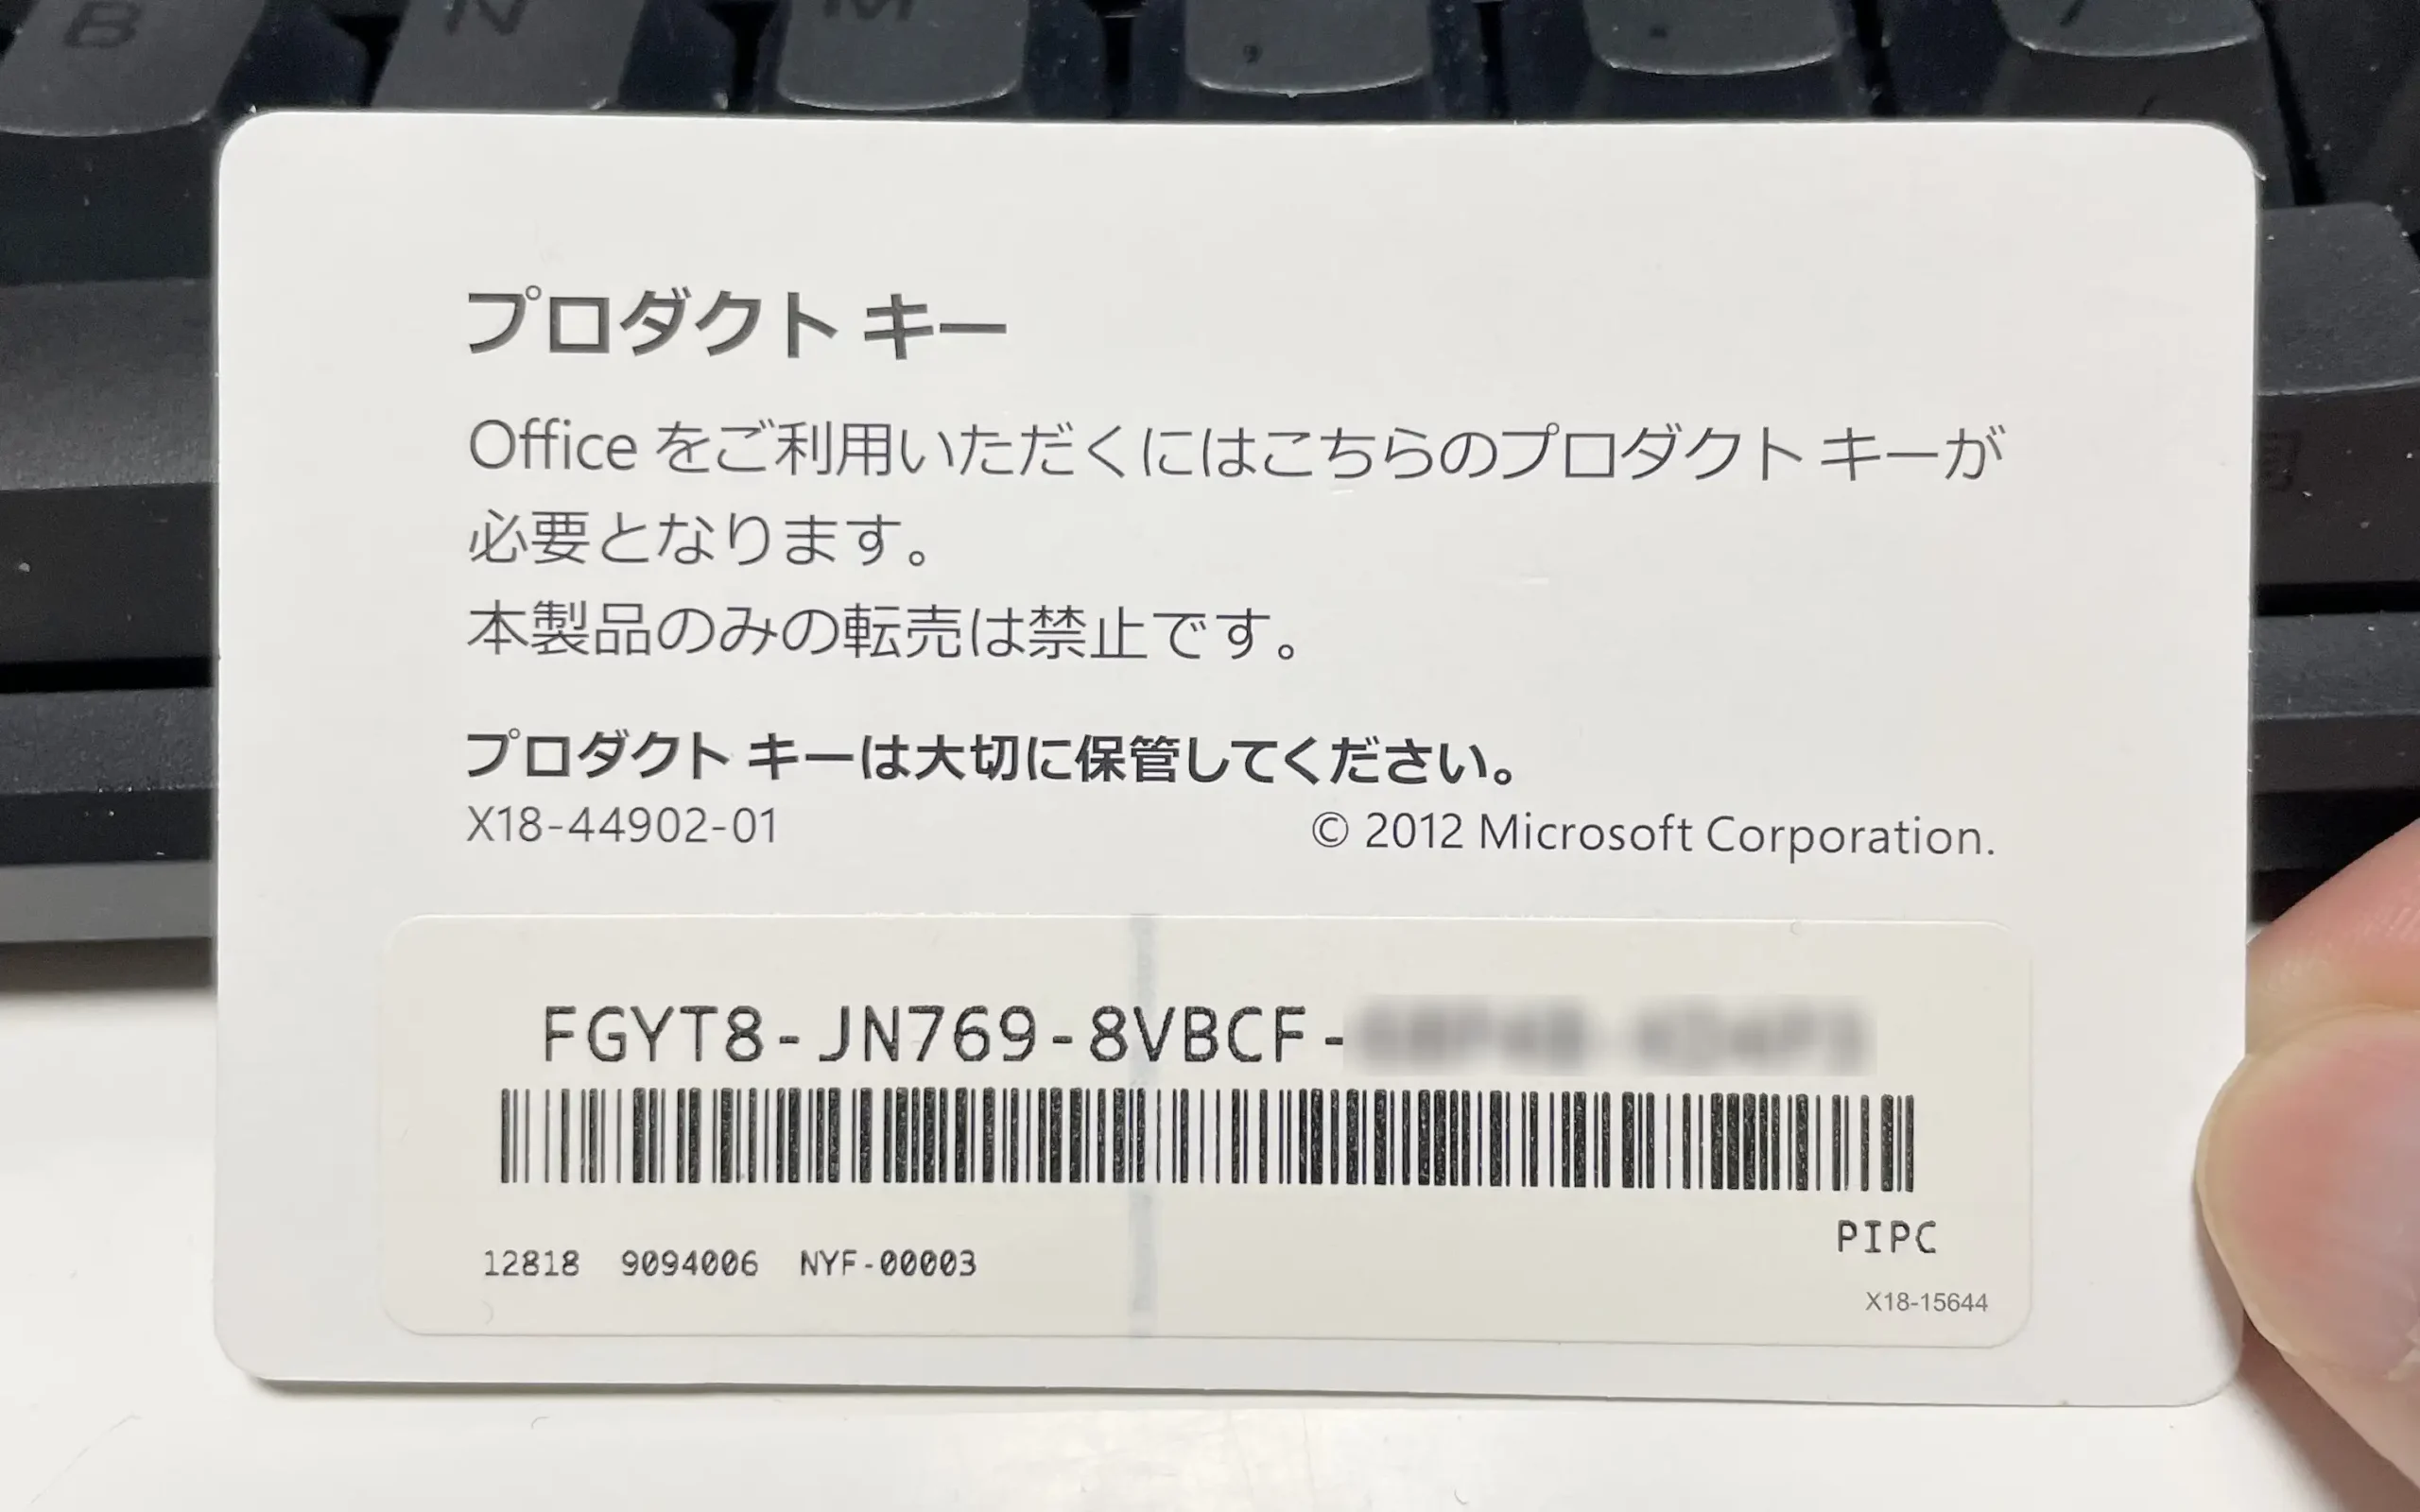 B N M , . /
プロダクト キー
Office をご利用いただくにはこちらのプロダクト キーが
必要となります。
本製品のみの転売は禁止です。
プロダクト キーは大切に保管してください。
X18-44902-01 © 2012 Microsoft Corporation.
FGYT8-JN769-8VBCF-
PIPC
12818 9094006 NYF-00003
X18-15644